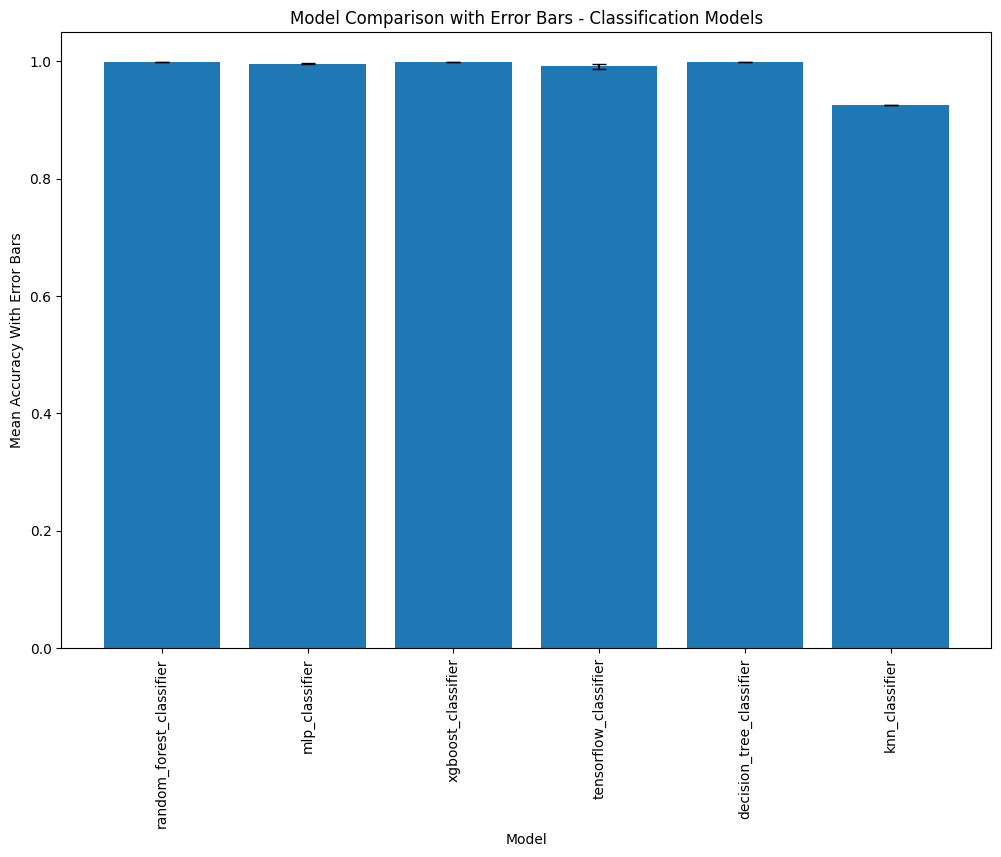 Model Comparison with Error Bars - Classification Models
Mean Accuracy With Error Bars
1.0
0.8
0.6
0.4
0.2
0.0
random_forest_classifier
mlp_classifier
xgboost_classifier
tensorflow_classifier
decision_tree_classifier
knn_classifier
Model